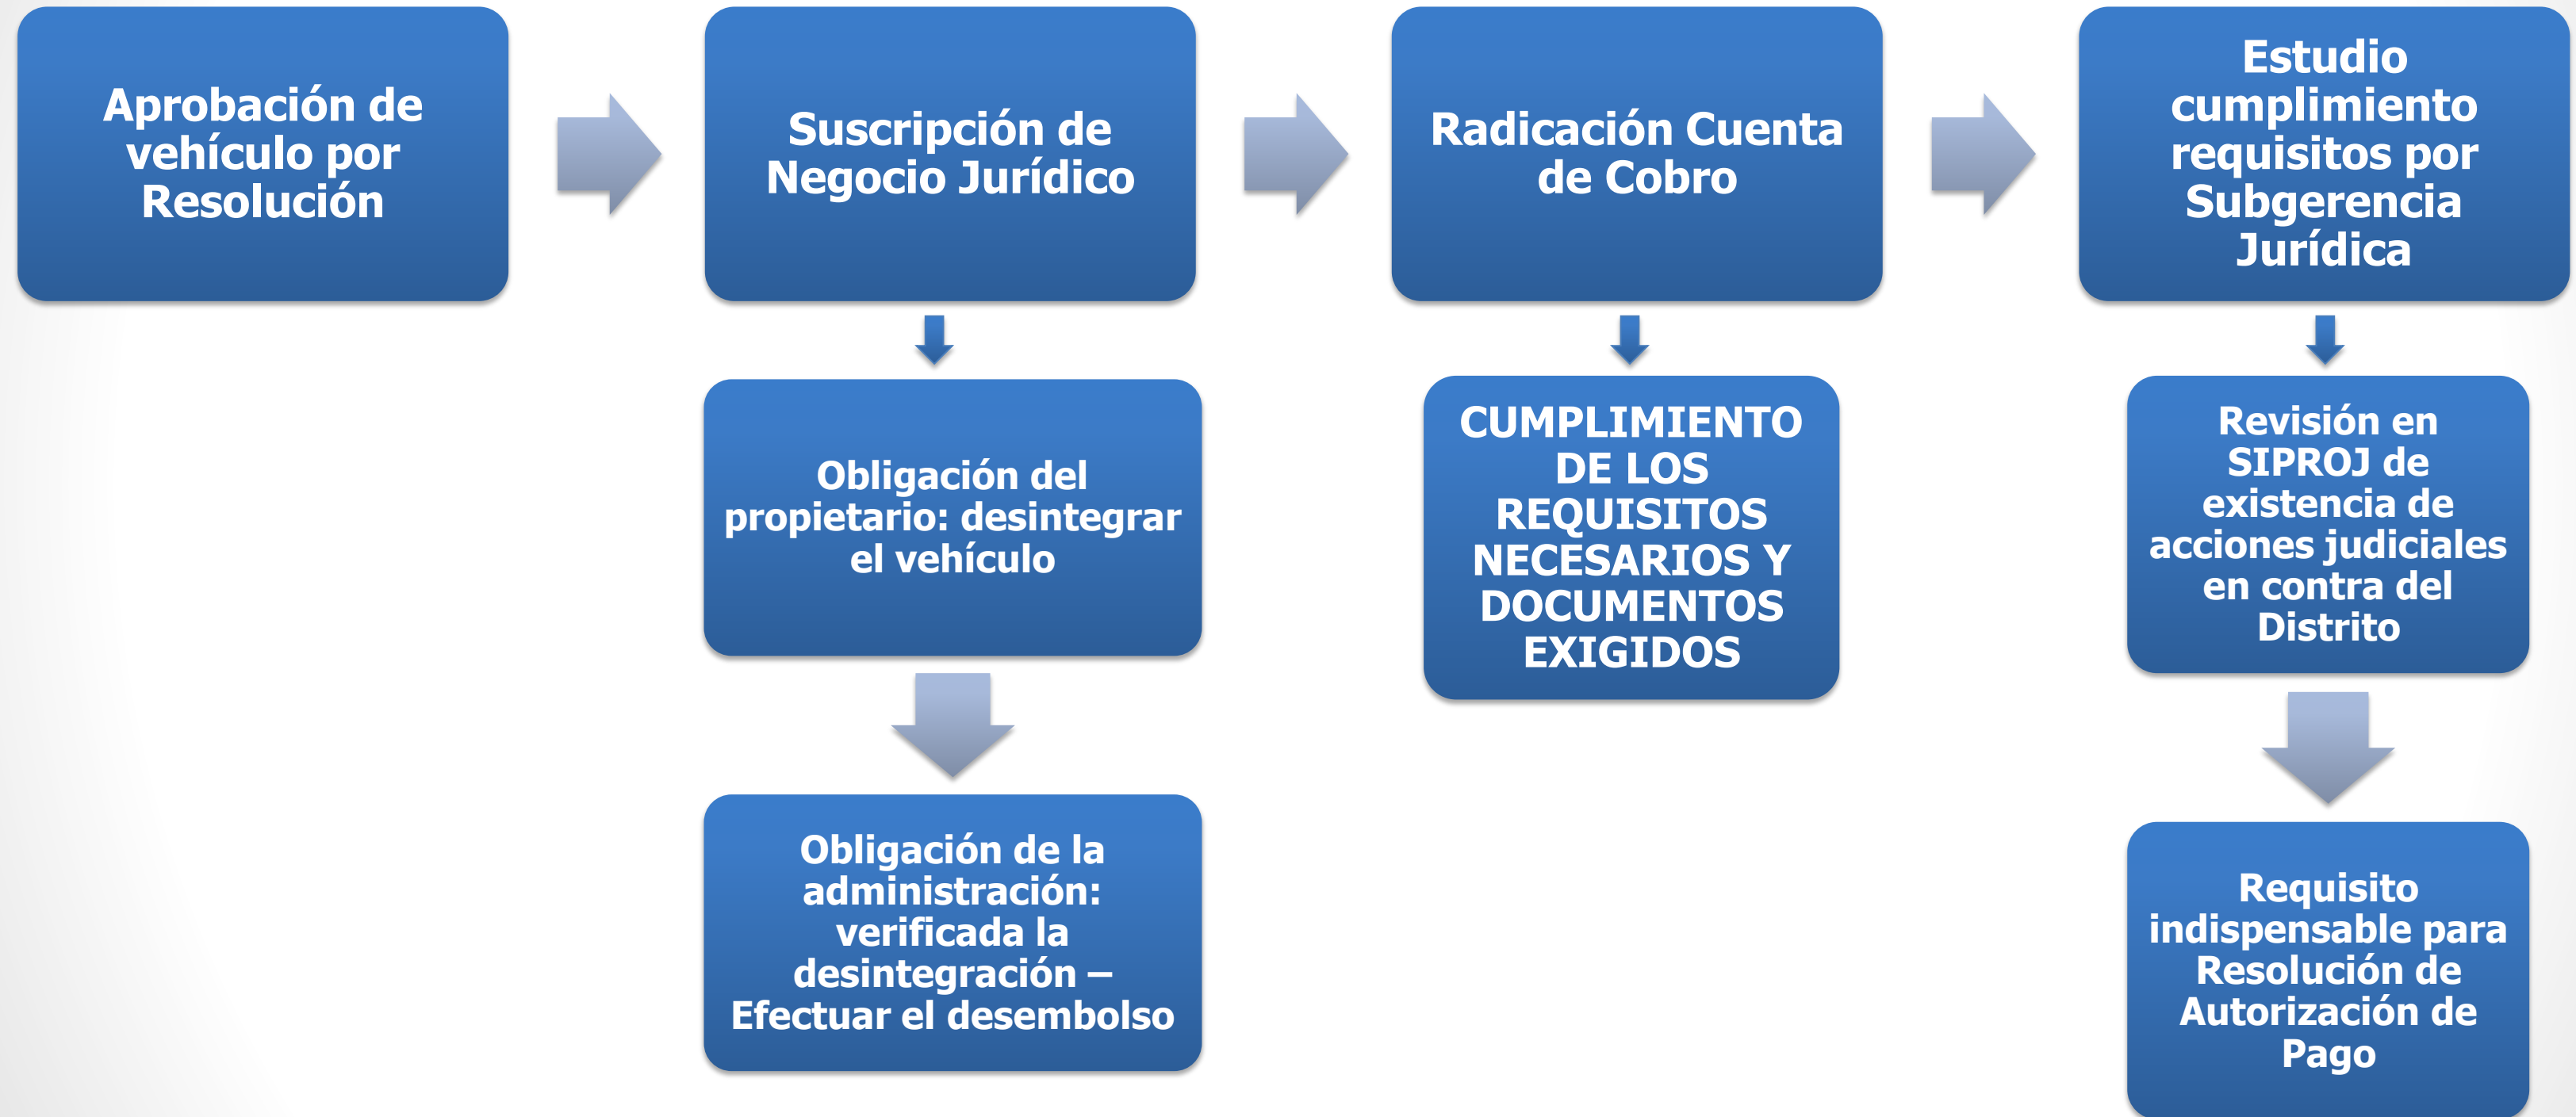 Aprobación de
vehículo por
Resolución
Suscripción de
Negocio Jurídico
Radicación Cuenta
de Cobro
Estudio
cumplimiento
requisitos por
Subgerencia
Jurídica
Obligación del
propietario: desintegrar
el vehículo
CUMPLIMIENTO
DE LOS
REQUISITOS
NECESARIOS Y
DOCUMENTOS
EXIGIDOS
Revisión en
SIPROJ de
existencia de
acciones judiciales
en contra del
Distrito
Obligación de la
administración:
verificada la
desintegración –
Efectuar el desembolso
Requisito
indispensable para
Resolución de
Autorización de
Pago